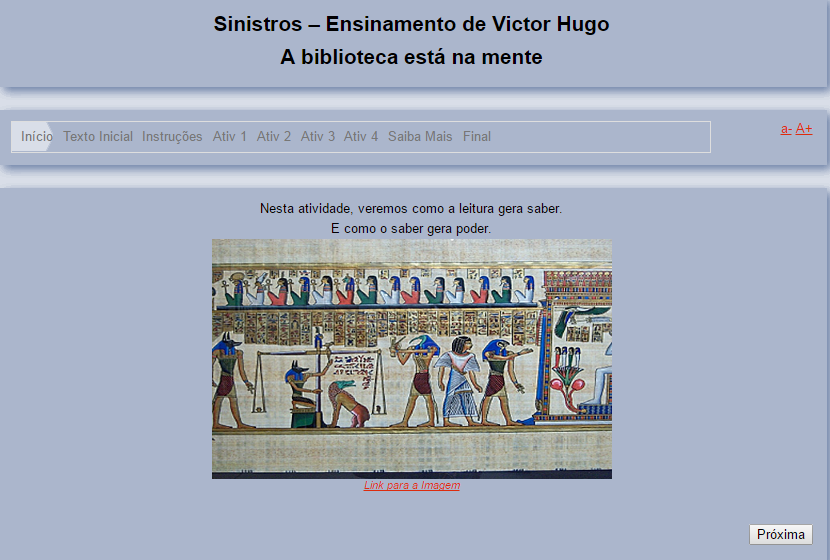 Sinistros – Ensinamento de Victor Hugo
A biblioteca está na mente
Início Texto Inicial Instruções Ativ 1 Ativ 2 Ativ 3 Ativ 4 Saiba Mais Final
a- A+
Nesta atividade, veremos como a leitura gera saber.
E como o saber gera poder.
Link para a Imagem
Próxima